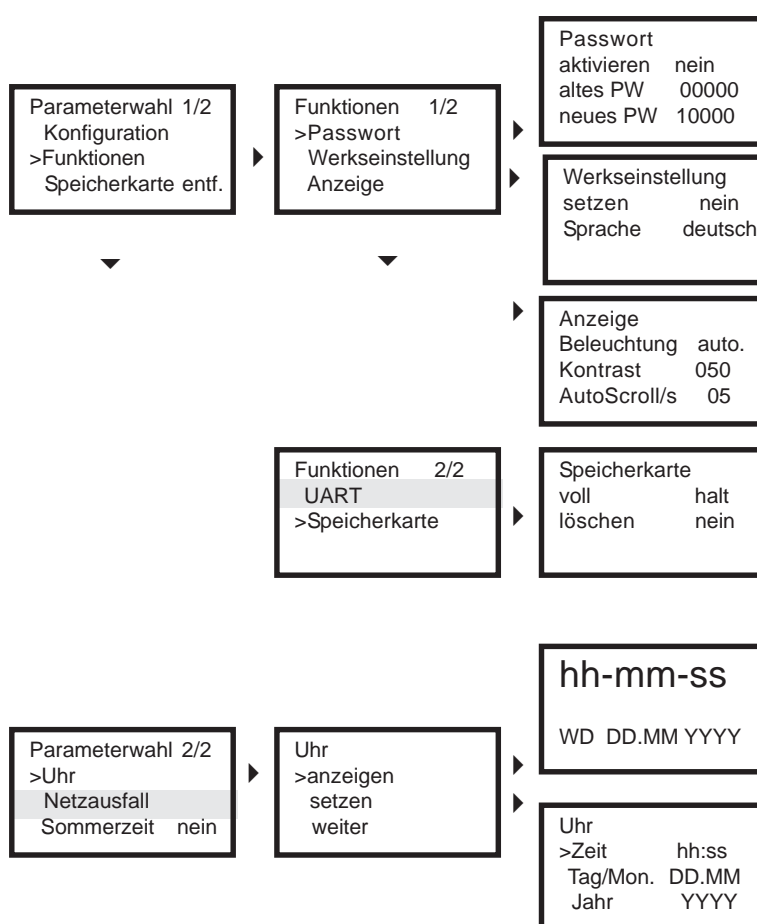 Parameterwahl 1/2
Konfiguration
>Funktionen
Speicherkarte entf.
Funktionen 1/2
>Passwort
Werkseinstellung
Anzeige
Passwort
aktivieren nein
altes PW 00000
neues PW 10000
Werkseinstellung
setzen nein
Sprache deutsch
Anzeige
Beleuchtung auto.
Kontrast 050
AutoScroll/s 05
Funktionen 2/2
UART
>Speicherkarte
Speicherkarte
voll halt
löschen nein
Parameterwahl 2/2
>Uhr
Netzausfall
Sommerzeit nein
Uhr
>anzeigen
setzen
weiter
hh-mm-ss
WD DD.MM YYYY
Uhr
>Zeit hh:ss
Tag/Mon. DD.MM
Jahr YYYY